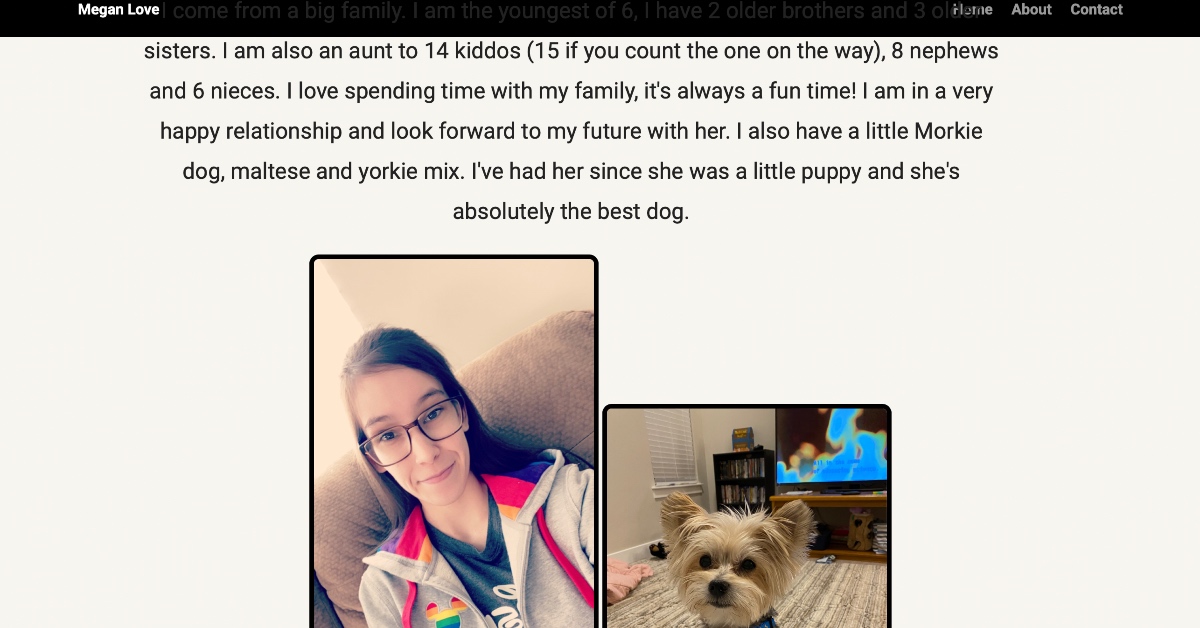 Megan Love
Home About Contact
I come from a big family. I am the youngest of 6, I have 2 older brothers and 3 older
sisters. I am also an aunt to 14 kiddos (15 if you count the one on the way), 8 nephews
and 6 nieces. I love spending time with my family, it's always a fun time! I am in a very
happy relationship and look forward to my future with her. I also have a little Morkie
dog, maltese and yorkie mix. I've had her since she was a little puppy and she's
absolutely the best dog.